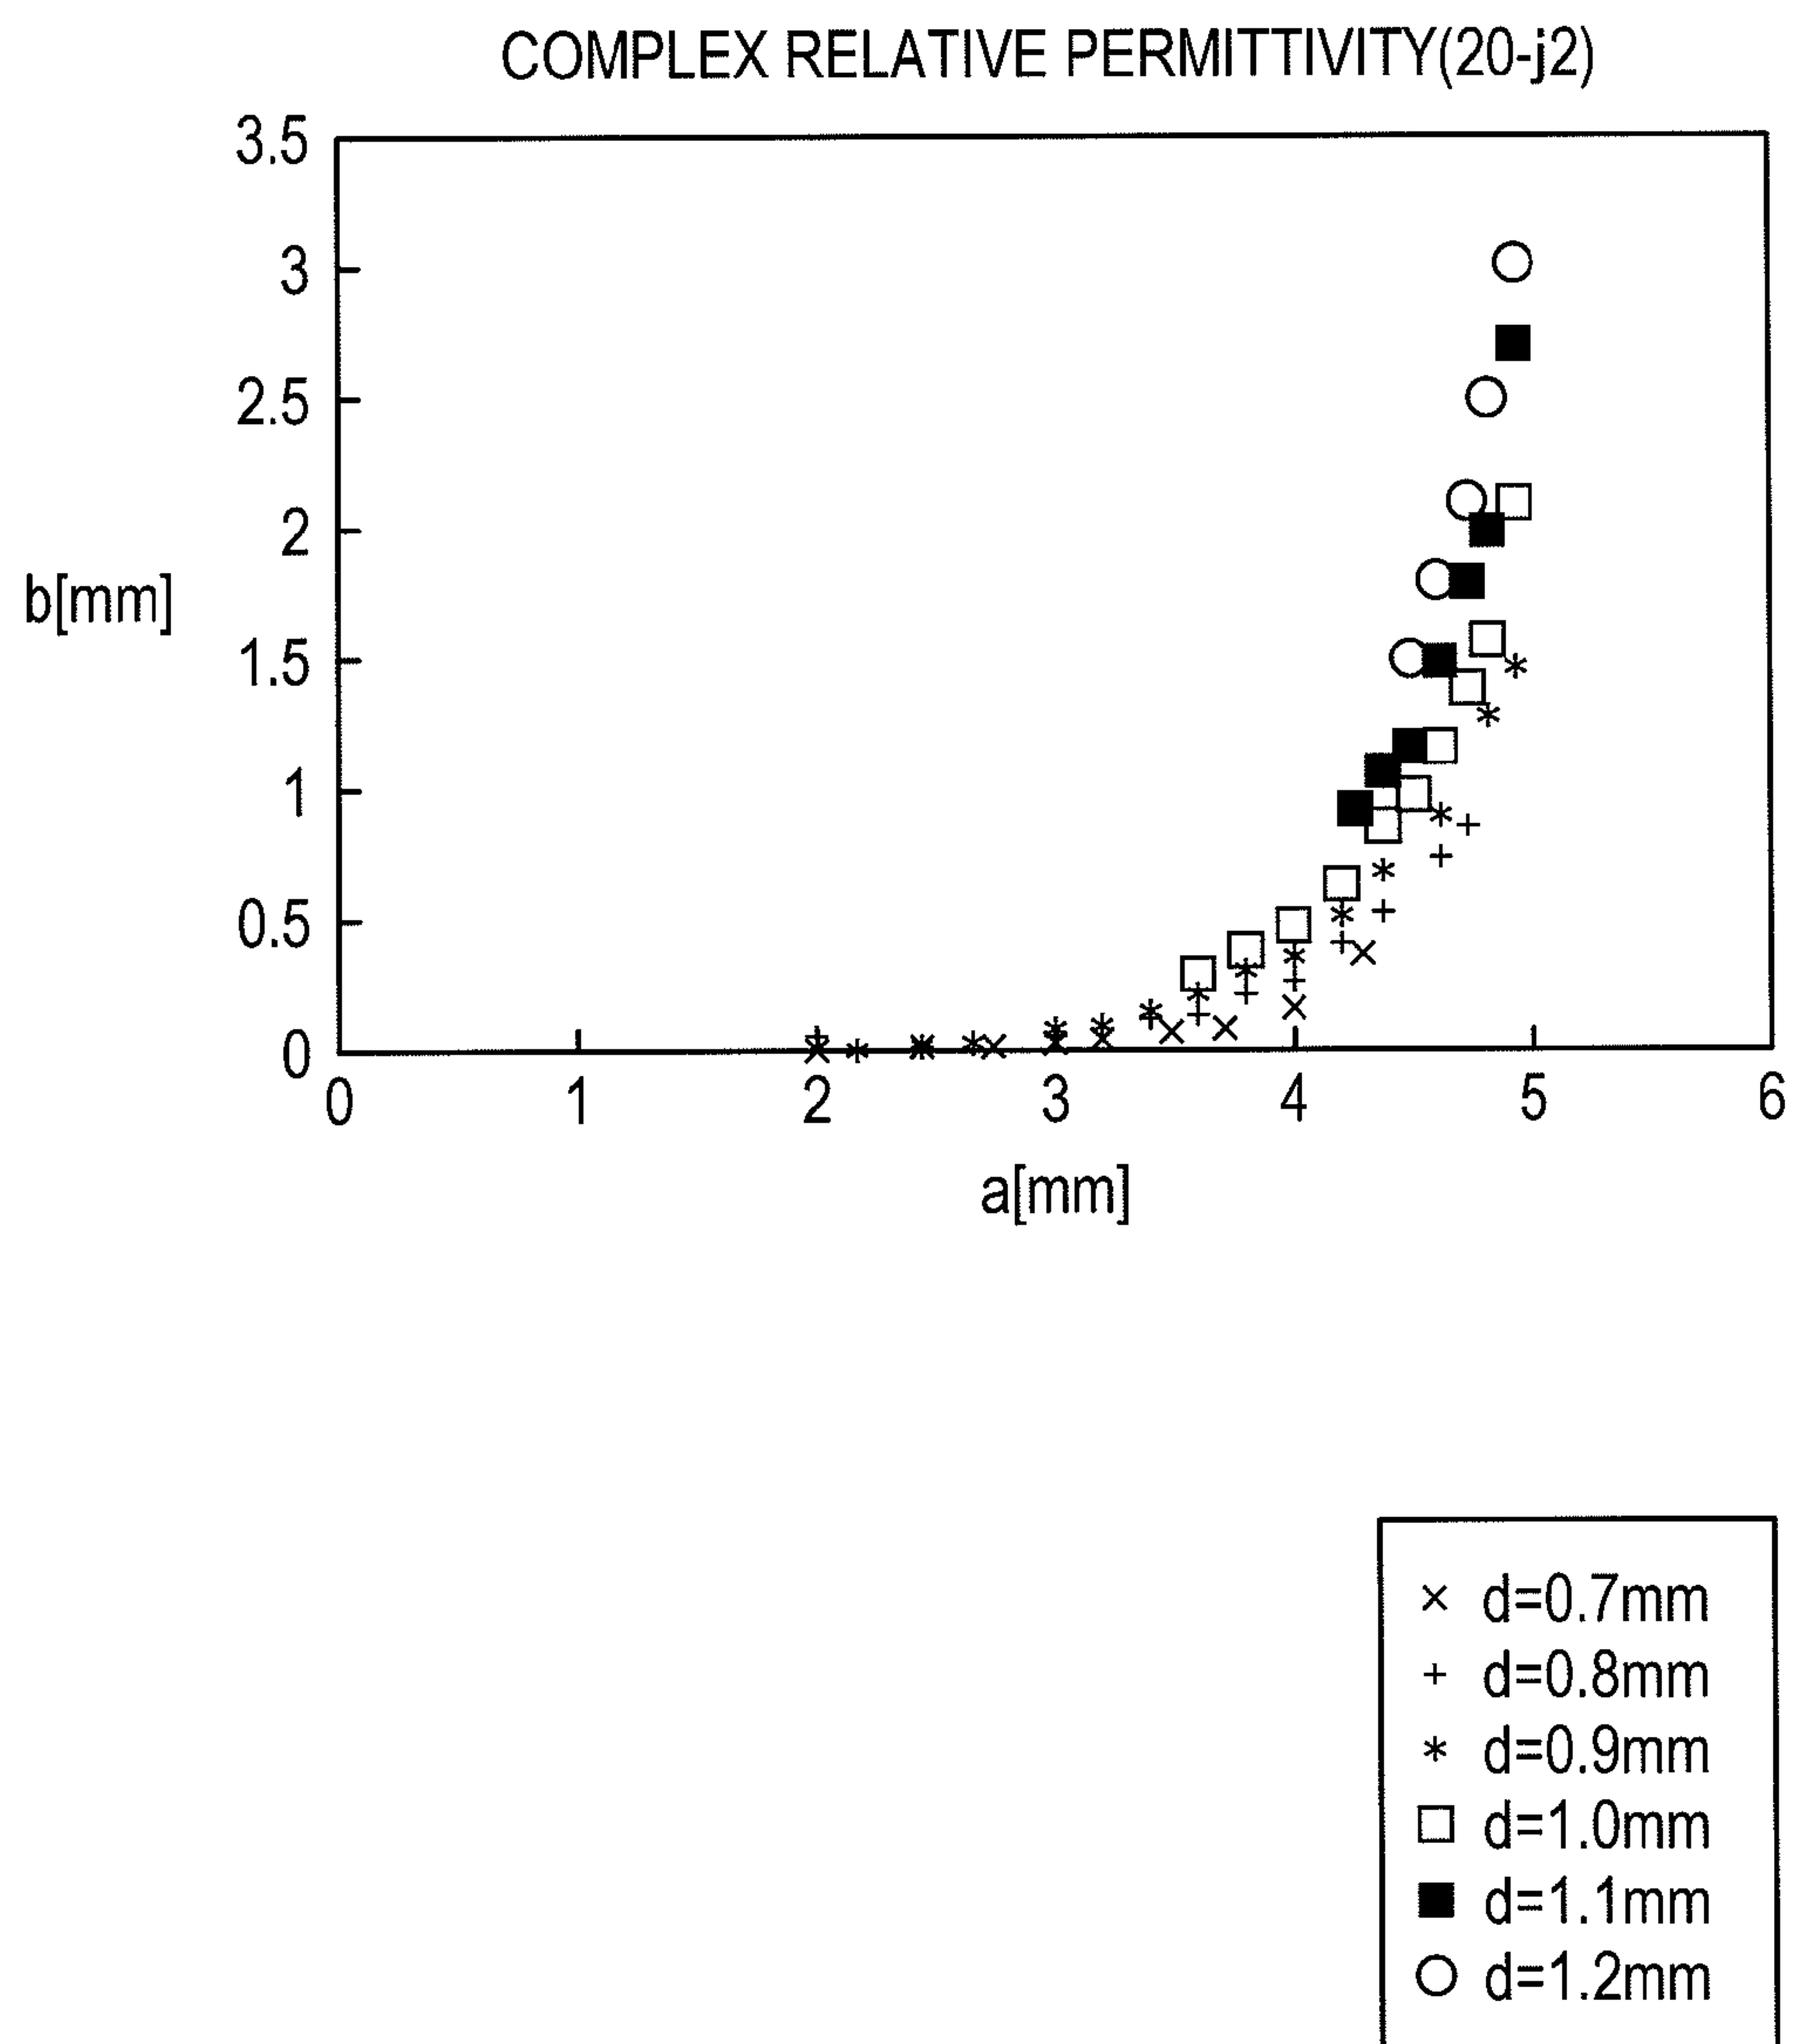 COMPLEX RELATIVE PERMITTIVITY(20-j2)
3.5
3
2.5
2
1.5
1
0.5
0
b[mm]
0 1 2 3 4 5 6
a[mm]
× d=0.7mm
+ d=0.8mm
* d=0.9mm
□ d=1.0mm
■ d=1.1mm
○ d=1.2mm